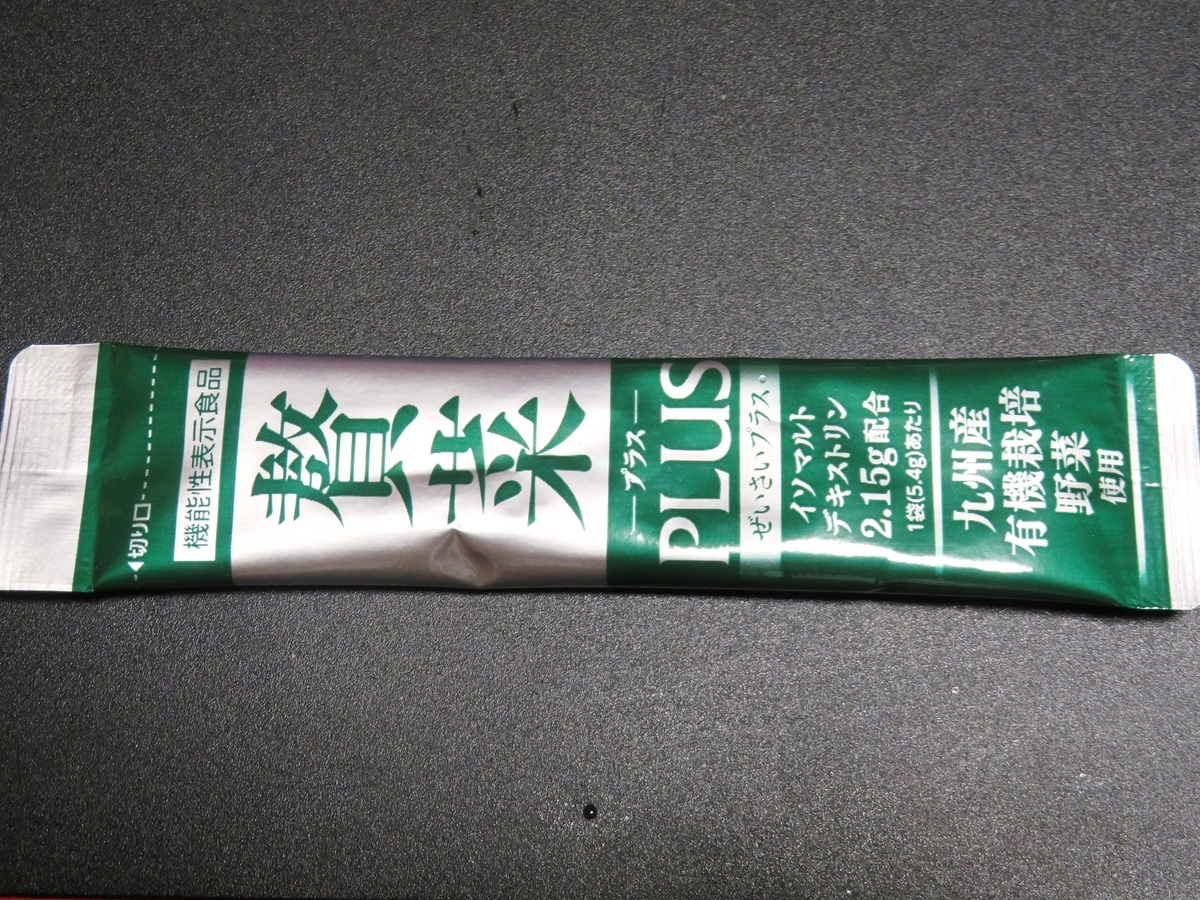 ◀切り口
機能性表示食品
贅菜
プラス
PLUS
ぜいさいプラス。
イソマルト
デキストリン
2.15g配合
1袋(5.4g)あたり
九州産
有機栽培
野菜
使用